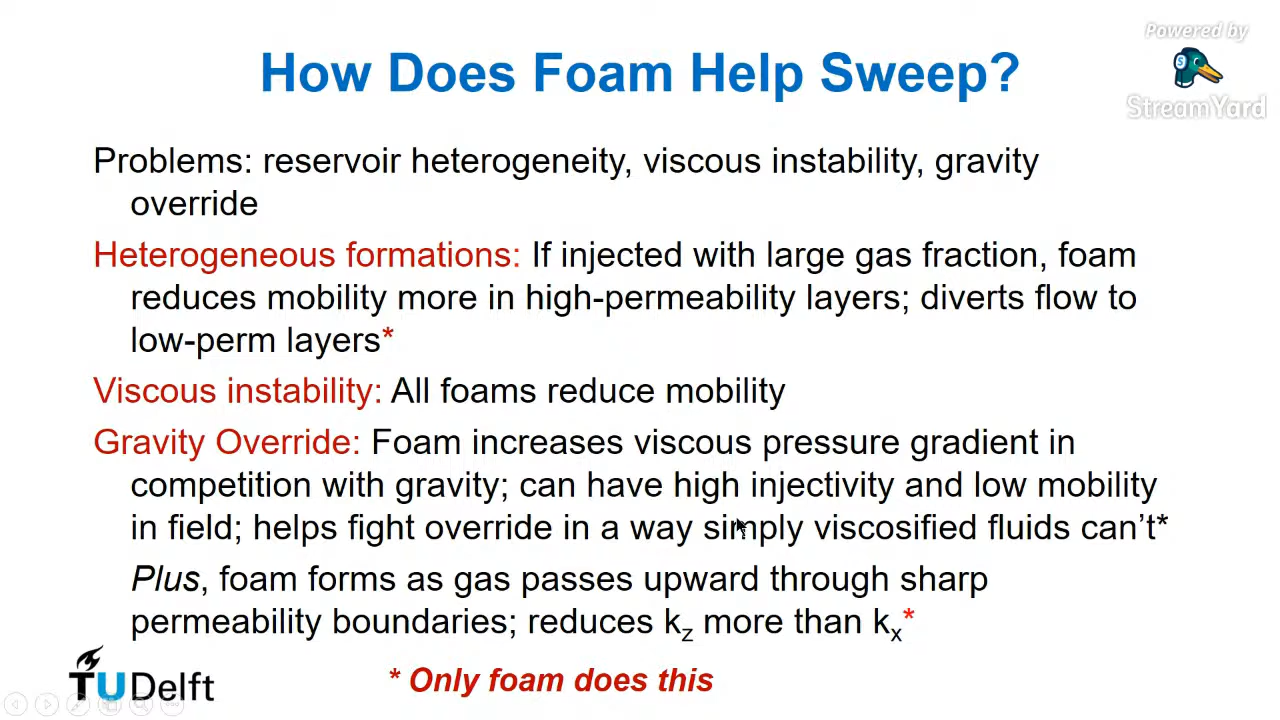 Powered by
StreamYard
How Does Foam Help Sweep?
Problems: reservoir heterogeneity, viscous instability, gravity
override
Heterogeneous formations: If injected with large gas fraction, foam
reduces mobility more in high-permeability layers; diverts flow to
low-perm layers*
Viscous instability: All foams reduce mobility
Gravity Override: Foam increases viscous pressure gradient in
competition with gravity; can have high injectivity and low mobility
in field; helps fight override in a way simply viscosified fluids can’t*
Plus, foam forms as gas passes upward through sharp
permeability boundaries; reduces kz more than kx*
TUDelft
* Only foam does this